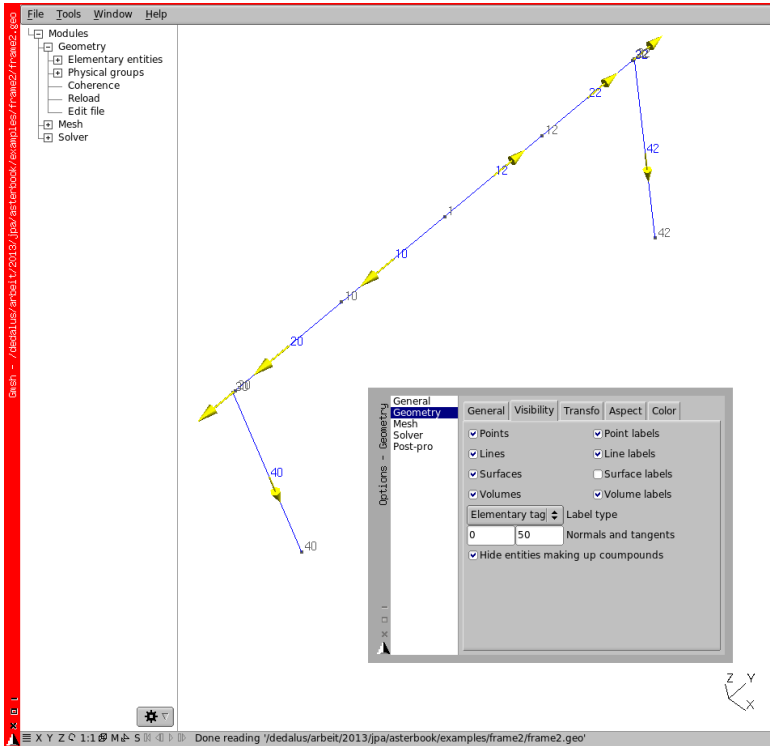 File Tools Window Help
Modules
Geometry
Elementary entities
Physical groups
Coherence
Reload
Edit file
Mesh
Solver
Gmsh - /dedalus/arbeit/2013/jpa/asterbook/examples/frame2/frame2.geo
22
12
12
42
1
42
10
10
20
40
40
Options - Geometry
General
Geometry
Mesh
Solver
Post-pro
General Visibility Transfo Aspect Color
Points Point labels
Lines Line labels
Surfaces Surface labels
Volumes Volume labels
Elementary tag Label type
0 50 Normals and tangents
Hide entities making up coumpounds
Z Y
X
X Y Z 1:1 M S Done reading '/dedalus/arbeit/2013/jpa/asterbook/examples/frame2/frame2.geo'